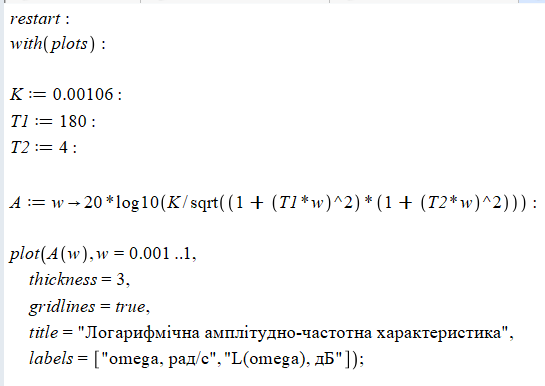 restart :
with(plots) :
K := 0.00106 :
T1 := 180 :
T2 := 4 :
A := w → 20 *log10(K/sqrt((1 + (T1*w)^2) * (1 + (T2*w)^2))) :
plot(A(w), w = 0.001 ..1,
thickness = 3,
gridlines = true,
title = "Логарифмічна амплітудно-частотна характеристика",
labels = ["omega, рад/с", "L(omega), дБ"]);